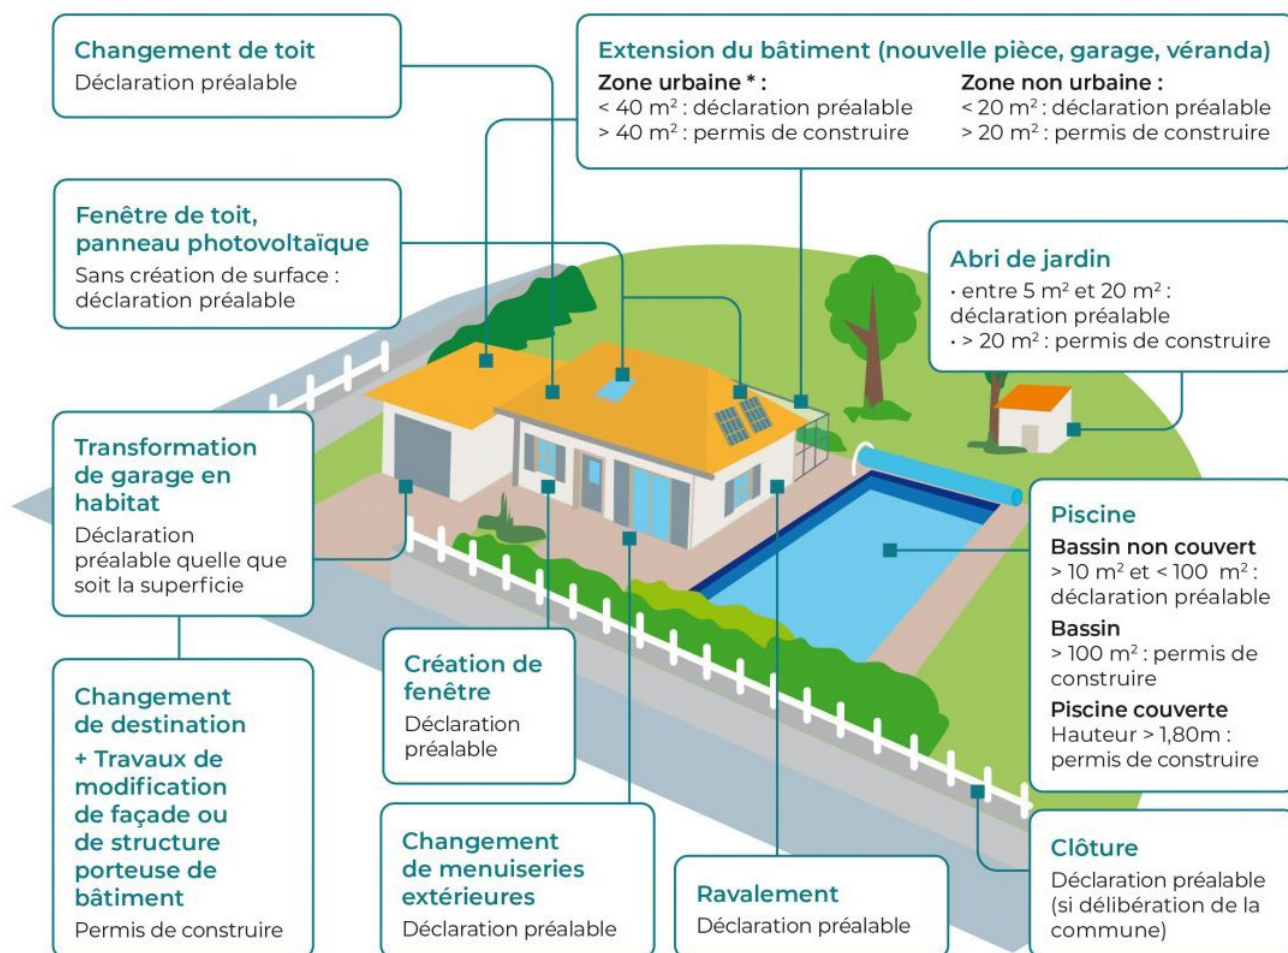 Changement de toit
Déclaration préalable
Extension du bâtiment (nouvelle pièce, garage, véranda)
Zone urbaine * :
< 40 m² : déclaration préalable
> 40 m² : permis de construire
Zone non urbaine :
< 20 m² : déclaration préalable
> 20 m² : permis de construire
Fenêtre de toit,
panneau photovoltaïque
Sans création de surface :
déclaration préalable
Abri de jardin
• entre 5 m² et 20 m² :
déclaration préalable
• > 20 m² : permis de construire
Transformation
de garage en
habitat
Déclaration
préalable quelle que
soit la superficie
Piscine
Bassin non couvert
> 10 m² et < 100 m² :
déclaration préalable
Bassin
> 100 m² : permis de
construire
Piscine couverte
Hauteur > 1,80m :
permis de construire
Changement
de destination
+ Travaux de
modification
de façade ou
de structure
porteuse de
bâtiment
Permis de construire
Création de
fenêtre
Déclaration
préalable
Changement
de menuiseries
extérieures
Déclaration préalable
Ravalement
Déclaration préalable
Clôture
Déclaration préalable
(si délibération de la
commune)